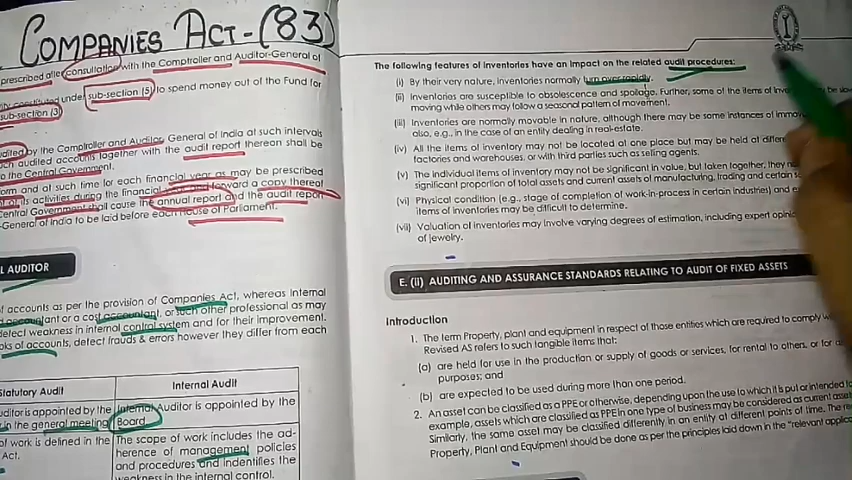 COMPANIES ACT-(83)
prescribed after consultation with the Comptroller and Auditor-General of
constituted under sub-section (5) to spend money out of the Fund for
sub-section (3)
by the Comptroller and Auditor General of India at such intervals
such audited accounts together with the audit report thereon shall be
to the Central Government.
form and at such time for each financial year as may be prescribed
of its activities during the financial year and forward a copy thereof
Central Government shall cause the annual report and the audit report
-General of India to be laid before each House of Parliament.
L AUDITOR
of accounts as per the provision of Companies Act, whereas Internal
accountant or a cost accountant, or such other professional as may
detect weakness in internal control system and for their improvement.
ks of accounts, detect frauds & errors however they differ from each
Statutory Audit
Internal Audit
uditor is appointed by the
in the general meeting
Internal Auditor is appointed by the
Board
of work is defined in the
Act.
The scope of work includes the ad-
herence of management policies
and procedures and indentifies the
weakness in the internal control.
The following features of inventories have an impact on the related audit procedures:
(i) By their very nature, inventories normally turn over rapidly.
(ii) Inventories are susceptible to obsolescence and spoilage. Further, some of the items of may be slow
moving while others may follow a seasonal pattern of movement.
(iii) Inventories are normally movable in nature, although there may be some instances of
also, e.g., in the case of an entity dealing in real-estate.
(iv) All the items of inventory may not be located at one place but may be held at
factories and warehouses, or with third parties such as selling agents.
(v) The individual items of inventory may not be significant in value, but taken together, they
significant proportion of total assets and current assets of manufacturing, trading and certain
(vi) Physical condition (e.g., stage of completion of work-in-process in certain industries) and
items of inventories may be difficult to determine.
(vii) Valuation of inventories may involve varying degrees of estimation, including expert
of jewelry.
E. (ii) AUDITING AND ASSURANCE STANDARDS RELATING TO AUDIT OF FIXED ASSETS
Introduction
1. The term Property, plant and equipment in respect of those entities which are required to comply
Revised AS refers to such tangible items that:
(a) are held for use in the production or supply of goods or services, for rental to others, or for
purposes; and
(b) are expected to be used during more than one period.
2. An asset can be classified as a PPE or otherwise, depending upon the use to which it is put or intended to
example, assets which are classified as PPE in one type of business may be considered as current
Similarly, the same asset may be classified differently in an entity at different points of time. The
Property, Plant and Equipment should be done as per the principles laid down in the "relevant